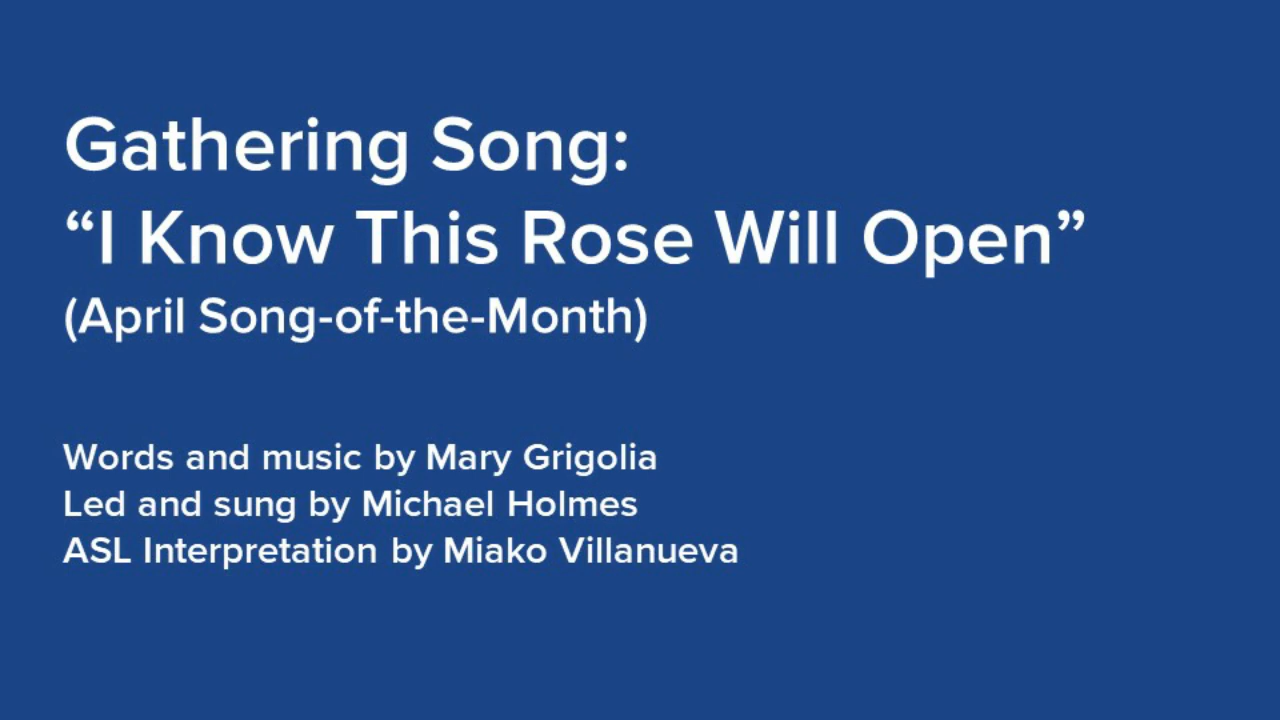 Gathering Song:
“I Know This Rose Will Open”
(April Song-of-the-Month)
Words and music by Mary Grigolia
Led and sung by Michael Holmes
ASL Interpretation by Miako Villanueva